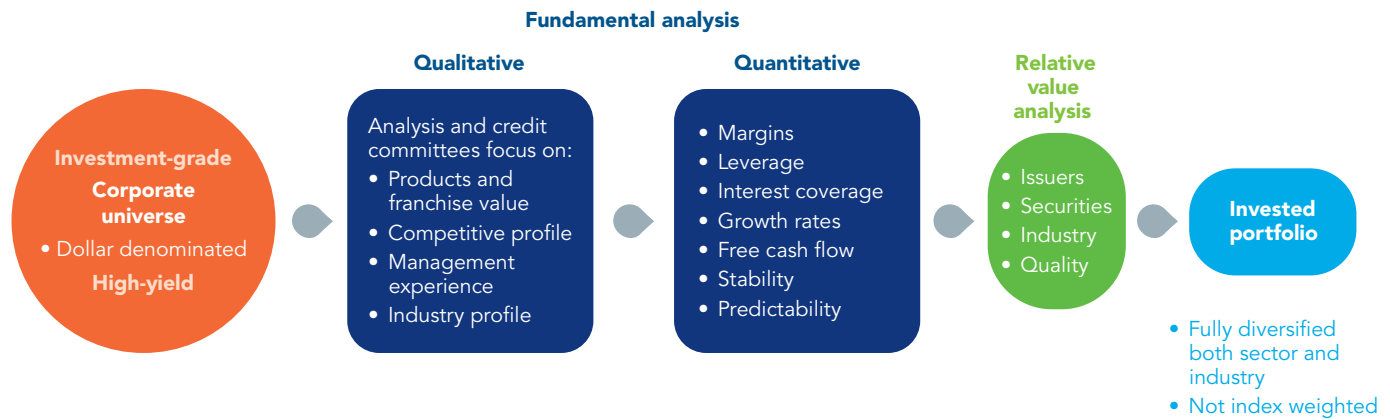 Fundamental analysis
Qualitative
Quantitative
Relative
value
analysis
Investment-grade
Corporate
universe
• Dollar denominated
High-yield
Analysis and credit
committees focus on:
• Products and
franchise value
• Competitive profile
• Management
experience
• Industry profile
• Margins
• Leverage
• Interest coverage
• Growth rates
• Free cash flow
• Stability
• Predictability
• Issuers
• Securities
• Industry
• Quality
Invested
portfolio
• Fully diversified
both sector and
industry
• Not index weighted